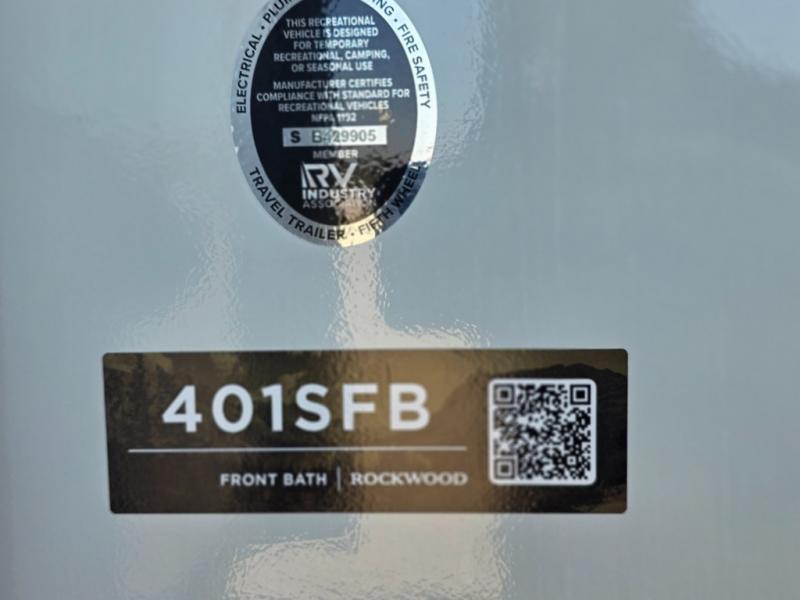 ELECTRICAL • PLUMBING • FIRE SAFETY
THIS RECREATIONAL
VEHICLE IS DESIGNED
FOR TEMPORARY
RECREATIONAL, CAMPING,
OR SEASONAL USE
MANUFACTURER CERTIFIES
COMPLIANCE WITH STANDARD FOR
RECREATIONAL VEHICLES
NFPA 1192
S B429905
MEMBER
RV
INDUSTRY
ASSOCIATION
TRAVEL TRAILER • FIFTH WHEEL
401SFB
FRONT BATH | ROCKWOOD